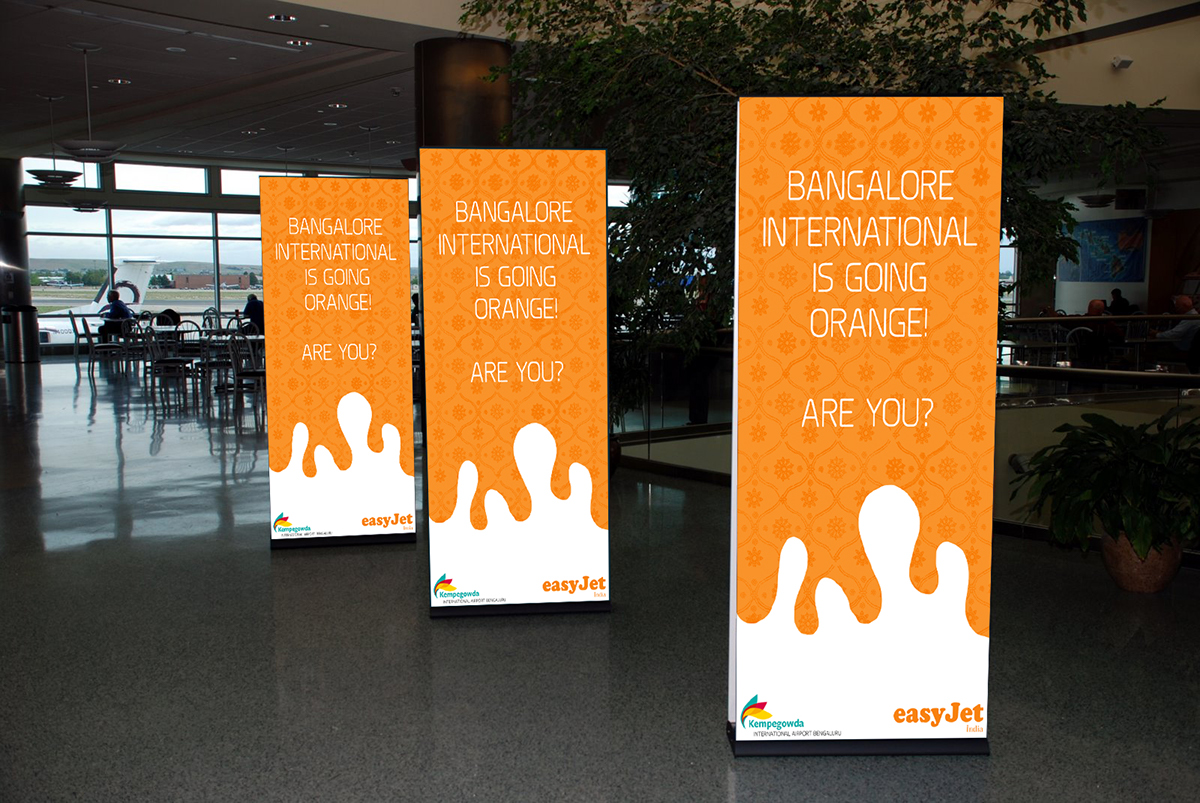 BANGALORE
INTERNATIONAL
IS GOING
ORANGE!
ARE YOU?
Kempegowda
INTERNATIONAL AIRPORT BENGALURU
easyJet
India
BANGALORE
INTERNATIONAL
IS GOING
ORANGE!
ARE YOU?
Kempegowda
INTERNATIONAL AIRPORT BENGALURU
easyJet
India
BANGALORE
INTERNATIONAL
IS GOING
ORANGE!
ARE YOU?
Kempegowda
INTERNATIONAL AIRPORT BENGALURU
easyJet
India